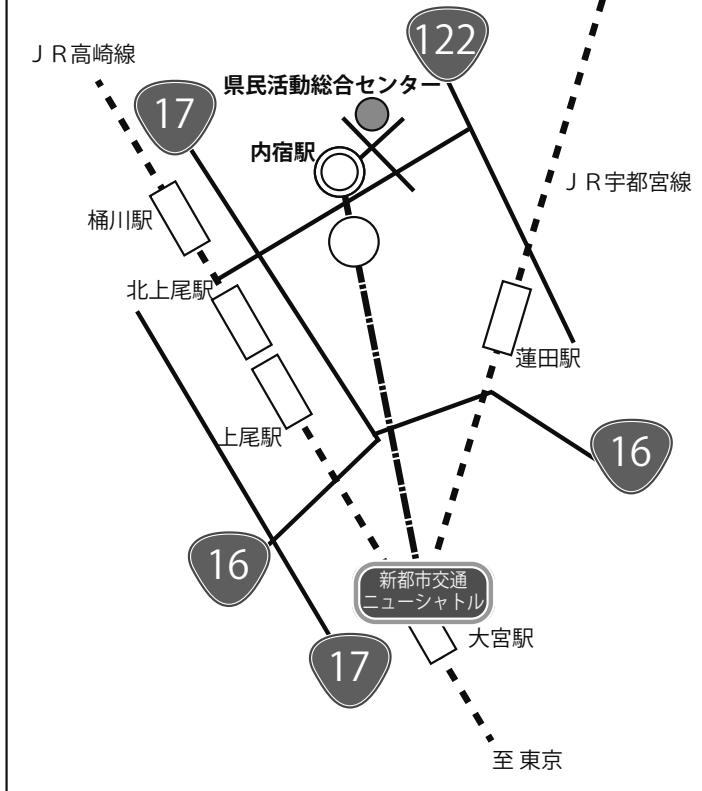 122
ＪＲ高崎線
県民活動総合センター
17
内宿駅
ＪＲ宇都宮線
桶川駅
北上尾駅
蓮田駅
上尾駅
16
16
新都市交通
ニューシャトル
大宮駅
17
至 東京